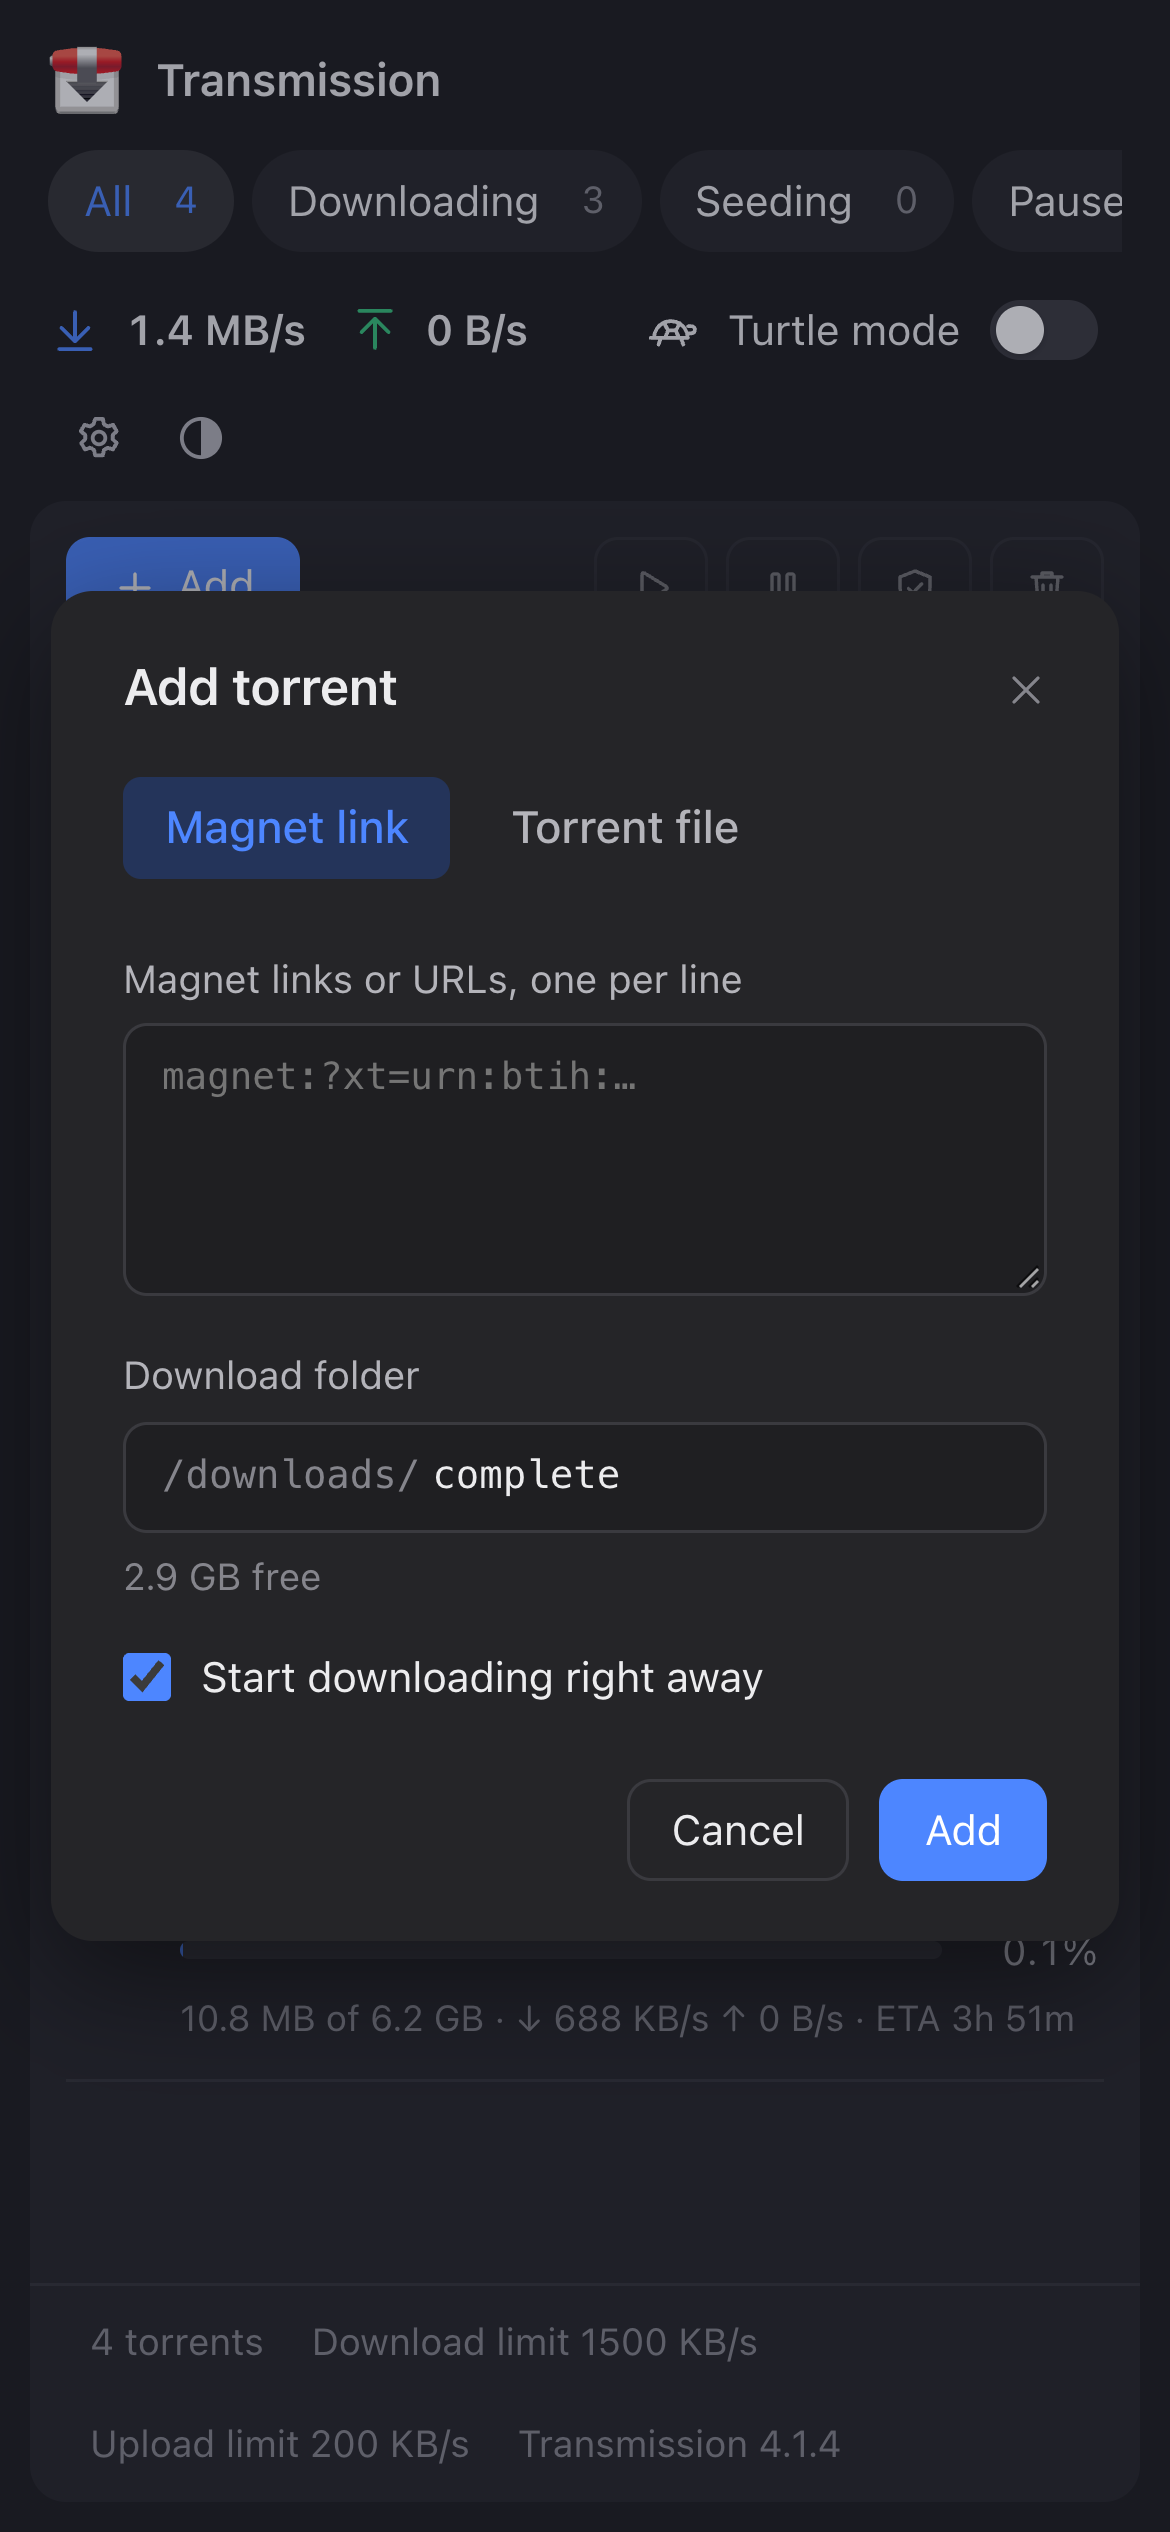 Transmission
All 4 Downloading 3 Seeding 0 Pause
1.4 MB/s 0 B/s Turtle mode
+ Add
Add torrent
Magnet link Torrent file
Magnet links or URLs, one per line
magnet:?xt=urn:btih:…
Download folder
/downloads/ complete
2.9 GB free
Start downloading right away
Cancel Add
0.1%
10.8 MB of 6.2 GB · ↓ 688 KB/s ↑ 0 B/s · ETA 3h 51m
4 torrents Download limit 1500 KB/s
Upload limit 200 KB/s Transmission 4.1.4